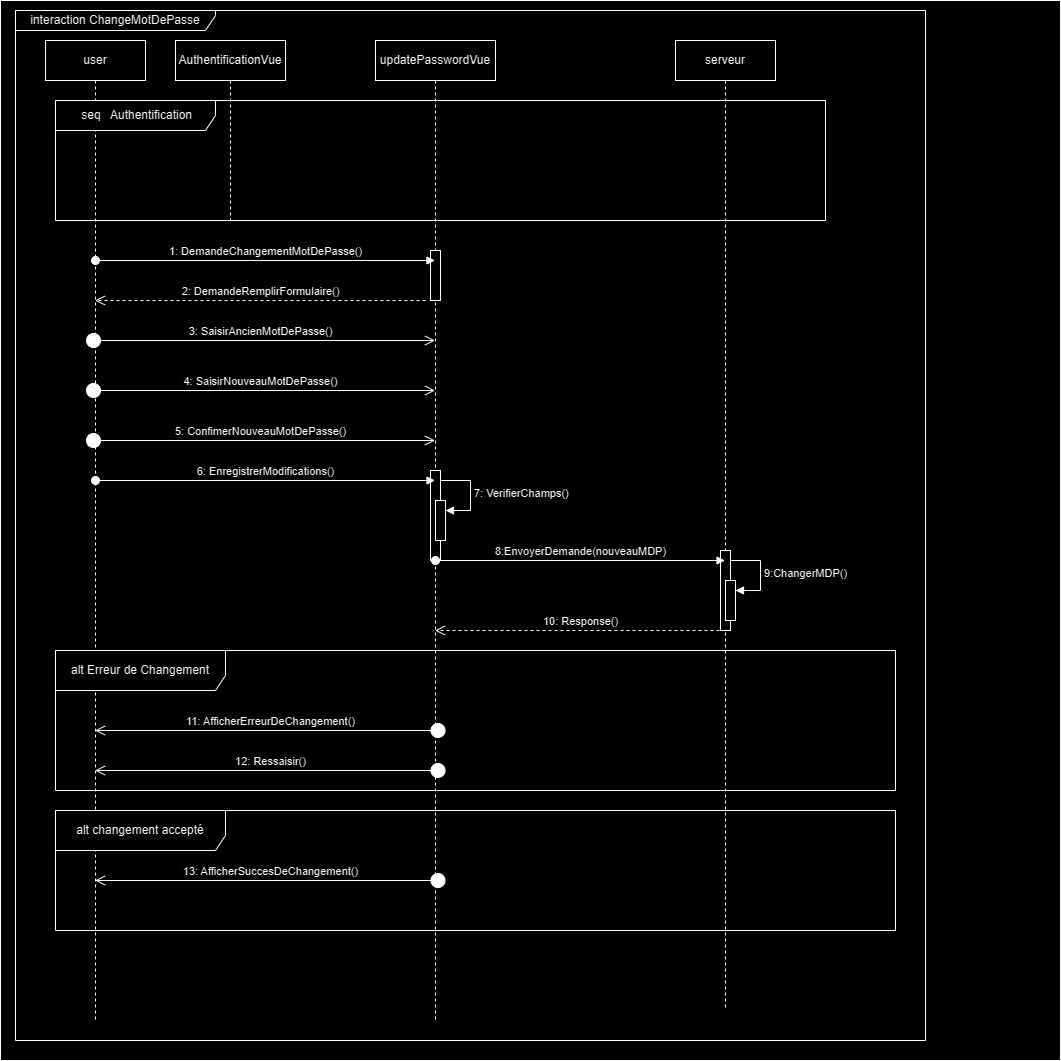 interaction ChangeMotDePasse
user
AuthentificationVue
updatePasswordVue
serveur
seq Authentification
1: DemandeChangementMotDePasse()
2: DemandeRemplirFormulaire()
3: SaisirAncienMotDePasse()
4: SaisirNouveauMotDePasse()
5: ConfimerNouveauMotDePasse()
6: EnregistrerModifications()
7: VerifierChamps()
8:EnvoyerDemande(nouveauMDP)
9:ChangerMDP()
10: Response()
alt Erreur de Changement
11: AfficherErreurDeChangement()
12: Ressaisir()
alt changement accepté
13: AfficherSuccesDeChangement()